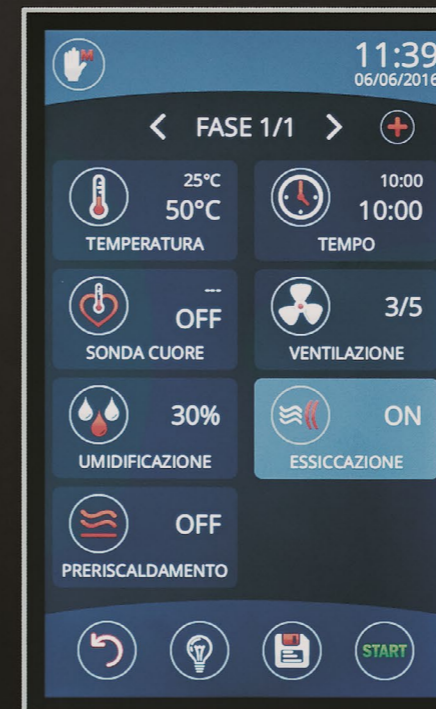 M
11:39
06/06/2016
FASE 1/1
25°C
50°C
TEMPERATURA
10:00
10:00
TEMPO
---
OFF
SONDA CUORE
3/5
VENTILAZIONE
30%
UMIDIFICAZIONE
ON
ESSICCAZIONE
OFF
PRERISCALDAMENTO
START